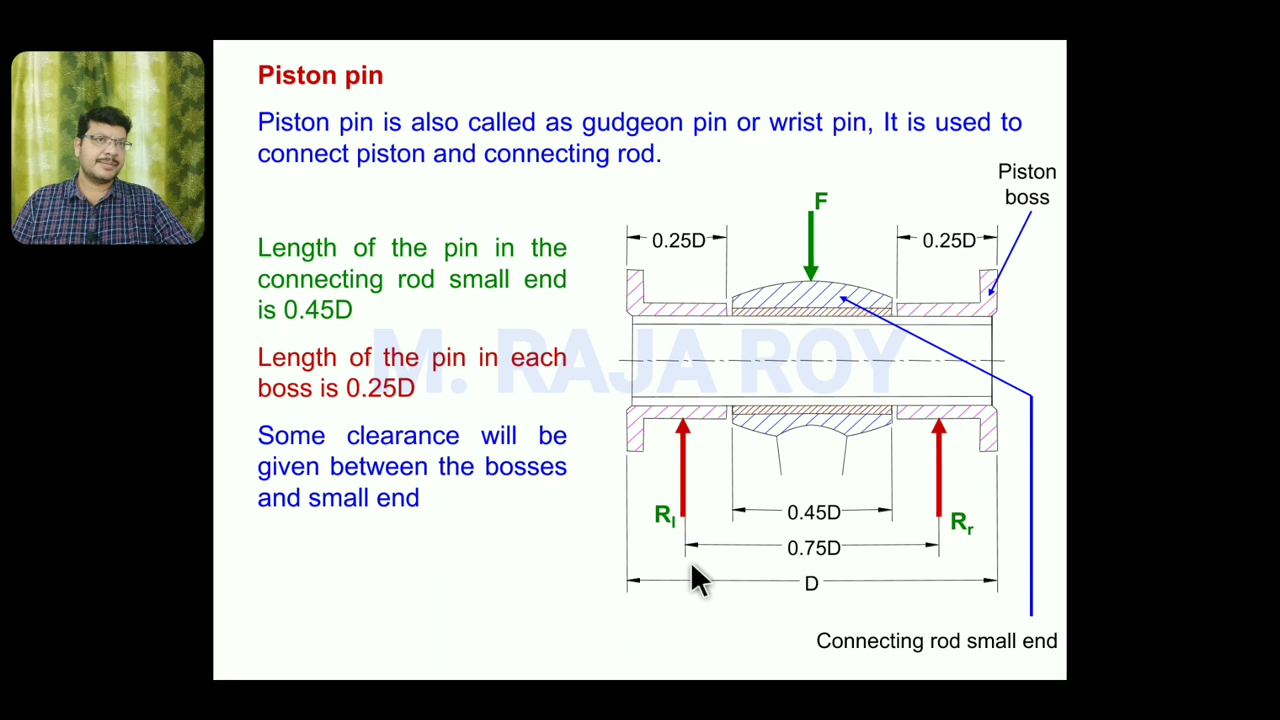 Piston pin
Piston pin is also called as gudgeon pin or wrist pin, It is used to
connect piston and connecting rod.
Piston
boss
F
0.25D
0.25D
Length of the pin in the
connecting rod small end
is 0.45D
M. RAJA ROY
Length of the pin in each
boss is 0.25D
Some clearance will be
given between the bosses
and small end
Rl
0.45D
Rr
0.75D
D
Connecting rod small end